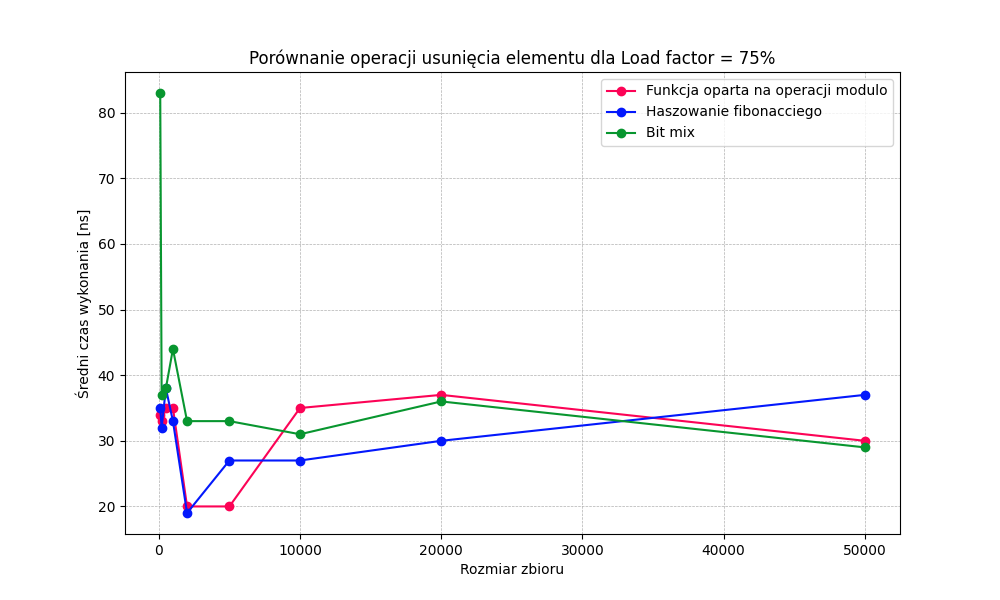 Porównanie operacji usunięcia elementu dla Load factor = 75%
Funkcja oparta na operacji modulo
Haszowanie fibonacciego
Bit mix
Średni czas wykonania [ns]
80
70
60
50
40
30
20
0 10000 20000 30000 40000 50000
Rozmiar zbioru